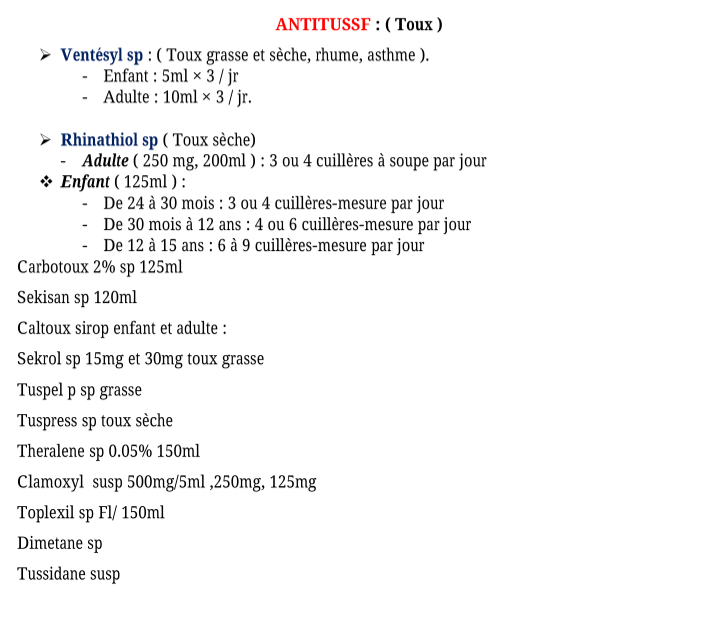 ANTITUSSF : ( Toux )
➢ Ventésyl sp : ( Toux grasse et sèche, rhume, asthme ).
- Enfant : 5ml × 3 / jr
- Adulte : 10ml × 3 / jr.
➢ Rhinathiol sp ( Toux sèche)
- Adulte ( 250 mg, 200ml ) : 3 ou 4 cuillères à soupe par jour
❖ Enfant ( 125ml ) :
- De 24 à 30 mois : 3 ou 4 cuillères-mesure par jour
- De 30 mois à 12 ans : 4 ou 6 cuillères-mesure par jour
- De 12 à 15 ans : 6 à 9 cuillères-mesure par jour
Carbotoux 2% sp 125ml
Sekisan sp 120ml
Caltoux sirop enfant et adulte :
Sekrol sp 15mg et 30mg toux grasse
Tuspel p sp grasse
Tuspress sp toux sèche
Theralene sp 0.05% 150ml
Clamoxyl  susp 500mg/5ml ,250mg, 125mg
Toplexil sp Fl/ 150ml
Dimetane sp
Tussidane susp